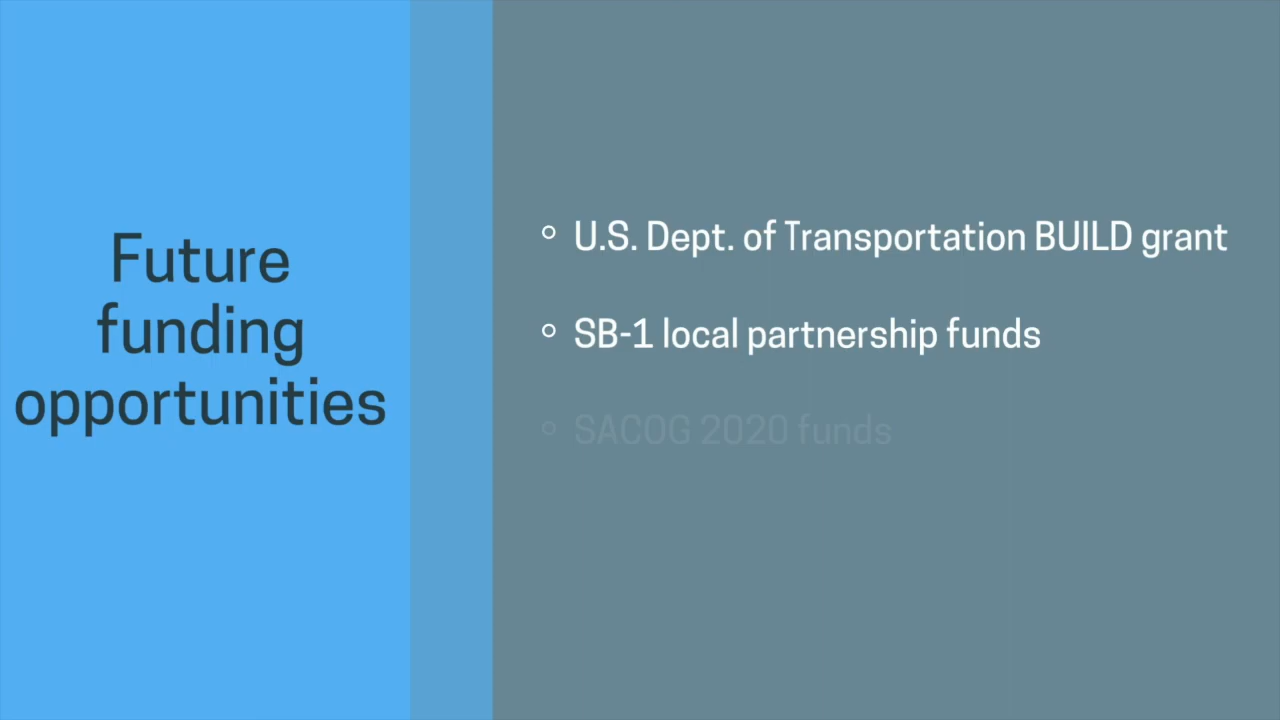 Future
funding
opportunities
U.S. Dept. of Transportation BUILD grant
SB-1 local partnership funds
SACOG 2020 funds